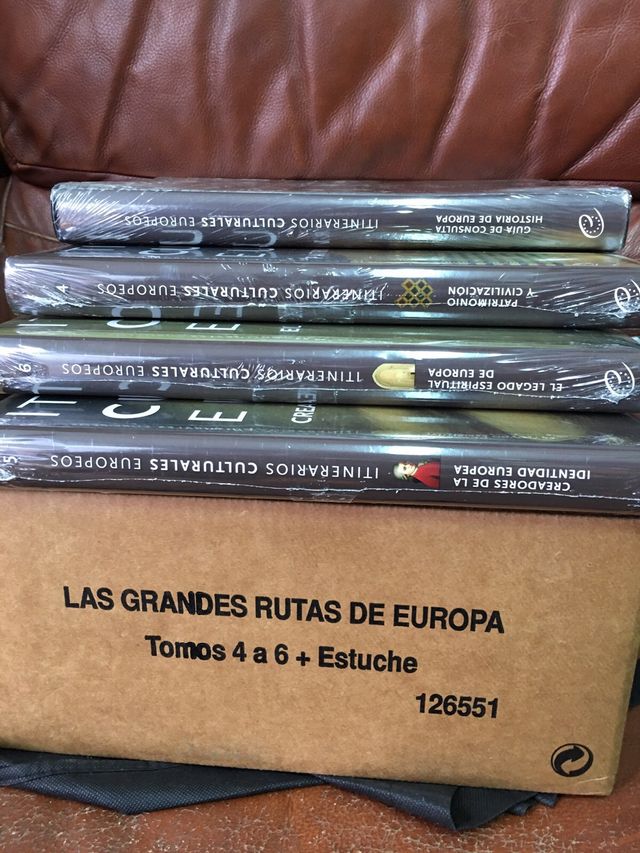 GUÍA DE CONSULTA
HISTORIA DE EUROPA
ITINERARIOS CULTURALES EUROPEOS
PATRIMONIO
Y CIVILIZACIÓN
ITINERARIOS CULTURALES EUROPEOS
4
EL LEGADO ESPIRITUAL
DE EUROPA
ITINERARIOS CULTURALES EUROPEOS
6
CREADORES DE LA
IDENTIDAD EUROPEA
ITINERARIOS CULTURALES EUROPEOS
5
LAS GRANDES RUTAS DE EUROPA
Tomos 4 a 6 + Estuche
126551